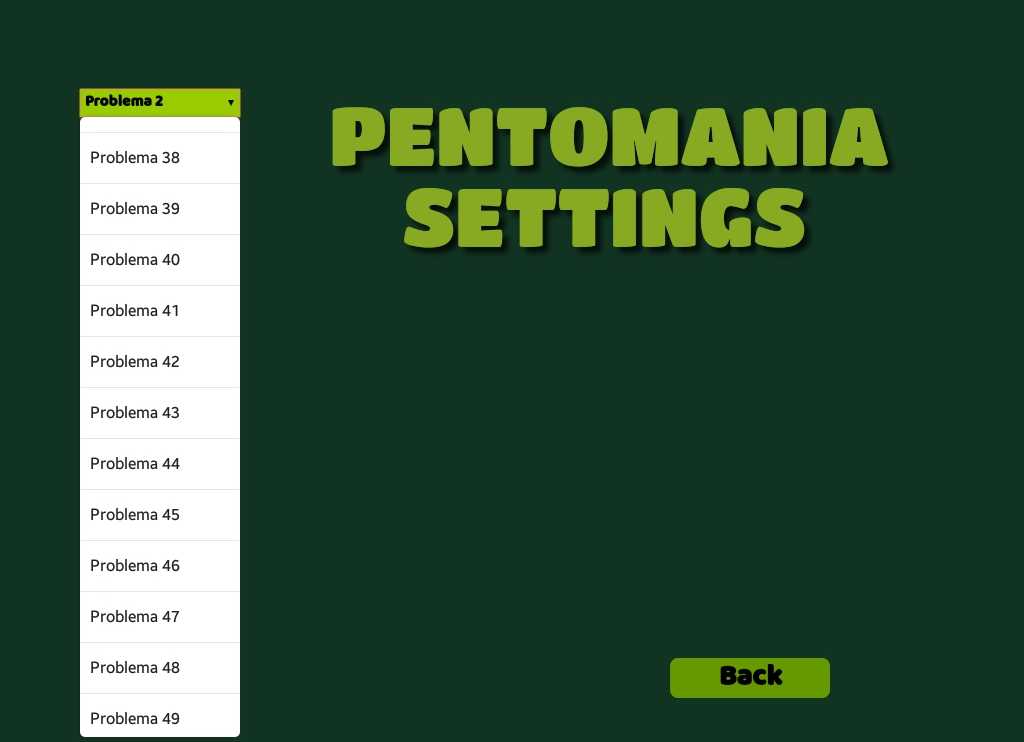 Problema 2 ▼
Problema 38
Problema 39
Problema 40
Problema 41
Problema 42
Problema 43
Problema 44
Problema 45
Problema 46
Problema 47
Problema 48
Problema 49
PENTOMANIA
SETTINGS
Back